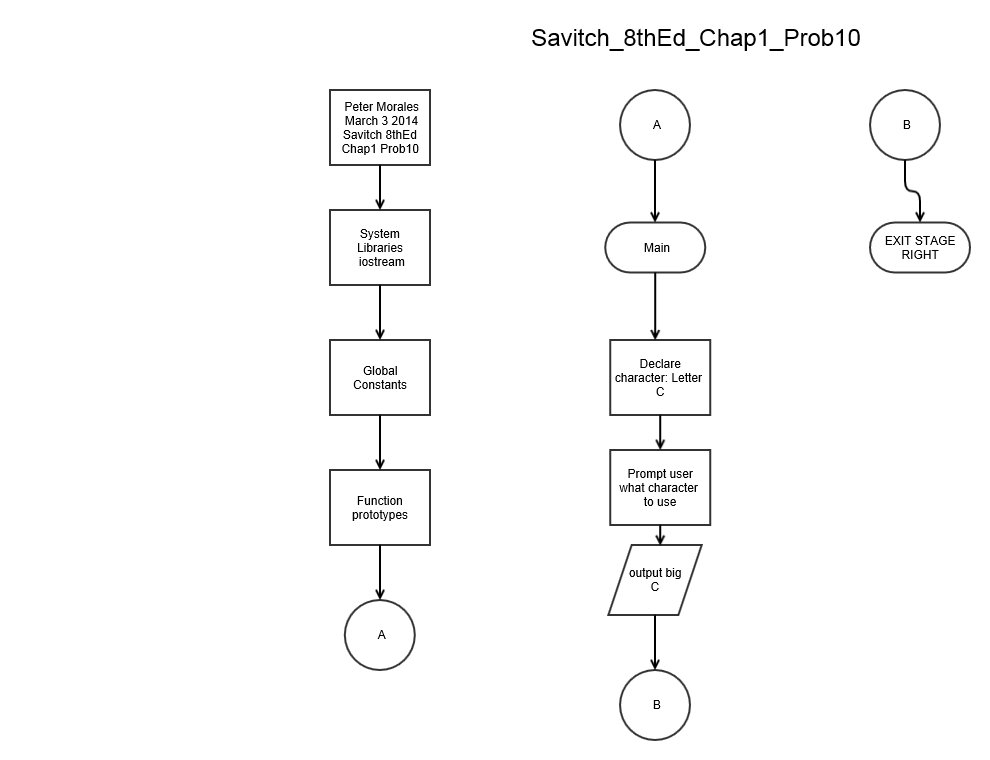 Savitch_8thEd_Chap1_Prob10
Peter Morales
March 3 2014
Savitch 8thEd
Chap1 Prob10
System
Libraries
iostream
Global
Constants
Function
prototypes
A
A
Main
Declare
character: Letter
C
Prompt user
what character
to use
output big
C
B
B
EXIT STAGE
RIGHT